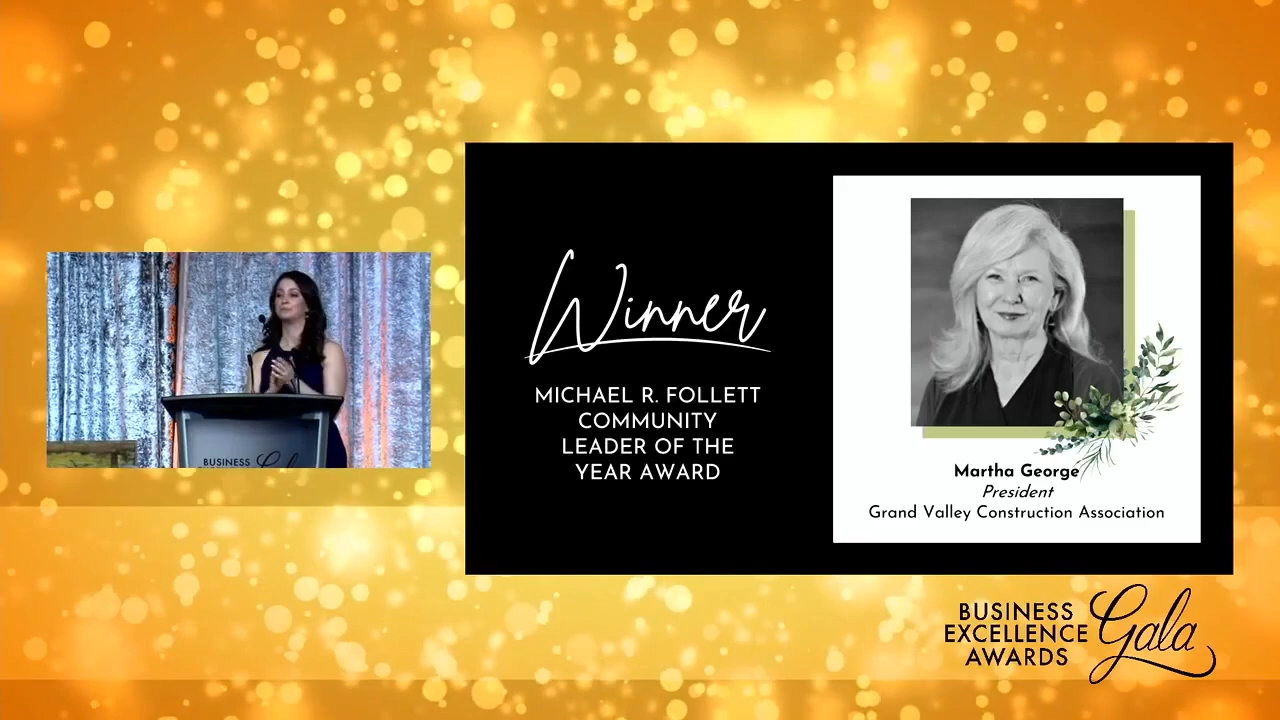 Winner
MICHAEL R. FOLLETT
COMMUNITY
LEADER OF THE
YEAR AWARD
Martha George
President
Grand Valley Construction Association
BUSINESS Gala
BUSINESS
EXCELLENCE
AWARDS
Gala